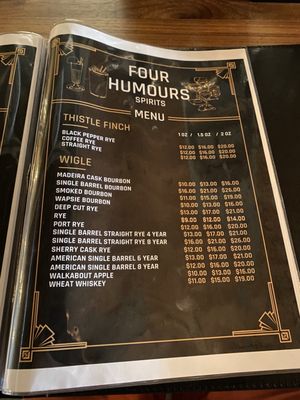 FOUR
HUMOURS
SPIRITS
MENU
THISTLE FINCH
1 OZ / 1.5 OZ / 2 OZ
BLACK PEPPER RYE $12.00 $16.00 $20.00
COFFEE RYE $12.00 $16.00 $20.00
STRAIGHT RYE $12.00 $16.00 $20.00
WIGLE
MADEIRA CASK BOURBON $10.00 $13.00 $16.00
SINGLE BARREL BOURBON $10.00 $13.00 $16.00
SMOKED BOURBON $16.00 $21.00 $26.00
WAPSIE BOURBON $11.00 $15.00 $19.00
DEEP CUT RYE $10.00 $13.00 $16.00
RYE $13.00 $17.00 $21.00
PORT RYE $9.00 $12.00 $14.00
SINGLE BARREL STRAIGHT RYE 4 YEAR $12.00 $16.00 $20.00
SINGLE BARREL STRAIGHT RYE 8 YEAR $13.00 $17.00 $21.00
SHERRY CASK RYE $16.00 $21.00 $26.00
AMERICAN SINGLE BARREL 6 YEAR $13.00 $17.00 $21.00
AMERICAN SINGLE BARREL 8 YEAR $12.00 $16.00 $20.00
WALKABOUT APPLE $10.00 $13.00 $16.00
WHEAT WHISKEY $11.00 $15.00 $19.00